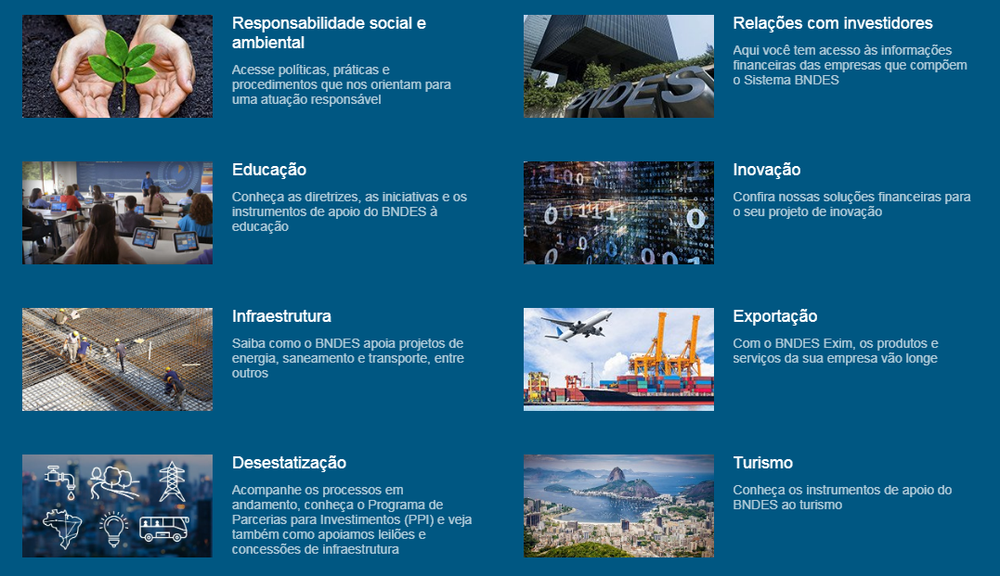 Responsabilidade social e
ambiental
Acesse políticas, práticas e
procedimentos que nos orientam para
uma atuação responsável
Relações com investidores
Aqui você tem acesso às informações
financeiras das empresas que compõem
o Sistema BNDES
BNDES
Educação
Conheça as diretrizes, as iniciativas e os
instrumentos de apoio do BNDES à
educação
Inovação
Confira nossas soluções financeiras para
o seu projeto de inovação
Infraestrutura
Saiba como o BNDES apoia projetos de
energia, saneamento e transporte, entre
outros
Exportação
Com o BNDES Exim, os produtos e
serviços da sua empresa vão longe
Desestatização
Acompanhe os processos em
andamento, conheça o Programa de
Parcerias para Investimentos (PPI) e veja
também como apoiamos leilões e
concessões de infraestrutura
Turismo
Conheça os instrumentos de apoio do
BNDES ao turismo